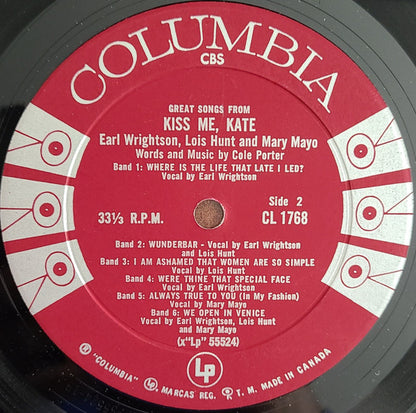 COLUMBIA
CBS
GREAT SONGS FROM
KISS ME, KATE
Earl Wrightson, Lois Hunt and Mary Mayo
Words and Music by Cole Porter
Band 1: WHERE IS THE LIFE THAT LATE I LED?
Vocal by Earl Wrightson
33⅓ R.P.M.
Side 2
CL 1768
Band 2: WUNDERBAR - Vocal by Earl Wrightson
and Lois Hunt
Band 3: I AM ASHAMED THAT WOMEN ARE SO SIMPLE
Vocal by Lois Hunt
Band 4: WERE THINE THAT SPECIAL FACE
Vocal by Earl Wrightson
Band 5: ALWAYS TRUE TO YOU (In My Fashion)
Vocal by Mary Mayo
Band 6: WE OPEN IN VENICE
Vocal by Earl Wrightson, Lois Hunt
and Mary Mayo
(x"Lp" 55524)
Lp
® "COLUMBIA", Lp, MARCAS REG. T. M. MADE IN CANADA